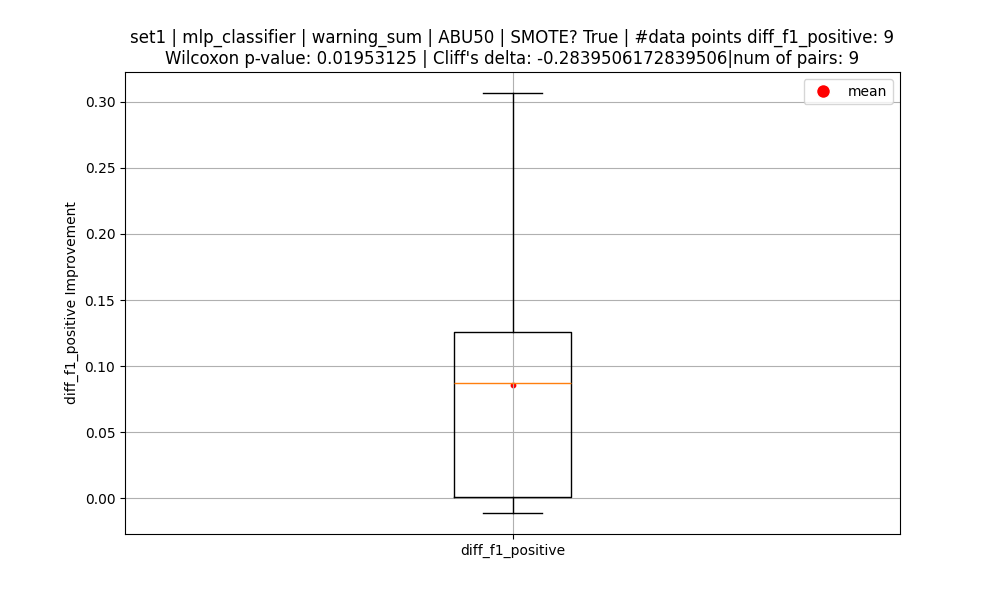 set1 | mlp_classifier | warning_sum | ABU50 | SMOTE? True | #data points diff_f1_positive: 9
Wilcoxon p-value: 0.01953125 | Cliff's delta: -0.2839506172839506|num of pairs: 9
mean
0.30
0.25
0.20
0.15
0.10
0.05
0.00
diff_f1_positive Improvement
diff_f1_positive